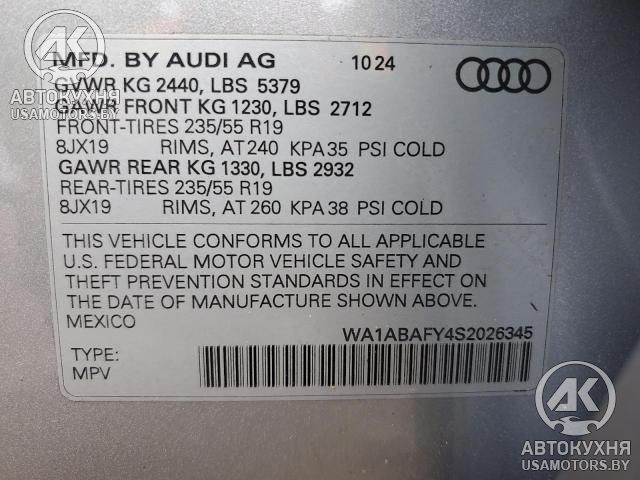 MFD. BY AUDI AG 10 24
GVWR KG 2440, LBS 5379
GAWR FRONT KG 1230, LBS 2712
FRONT-TIRES 235/55 R19
8JX19 RIMS, AT 240 KPA 35 PSI COLD
GAWR REAR KG 1330, LBS 2932
REAR-TIRES 235/55 R19
8JX19 RIMS, AT 260 KPA 38 PSI COLD
THIS VEHICLE CONFORMS TO ALL APPLICABLE
U.S. FEDERAL MOTOR VEHICLE SAFETY AND
THEFT PREVENTION STANDARDS IN EFFECT ON
THE DATE OF MANUFACTURE SHOWN ABOVE.
MEXICO
WA1ABAFY4S2026345
TYPE:
MPV
АК
АВТОКУХНЯ
USAMOTORS.BY
АК
АВТОКУХНЯ
USAMOTORS.BY